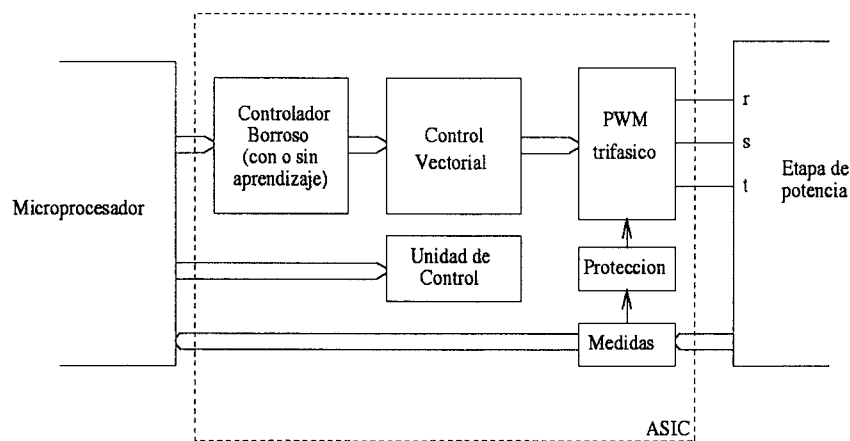 Microprocesador
Controlador
Borroso
(con o sin
aprendizaje)
Control
Vectorial
PWM
trifasico
r
s
t
Etapa de
potencia
Unidad de
Control
Proteccion
Medidas
ASIC